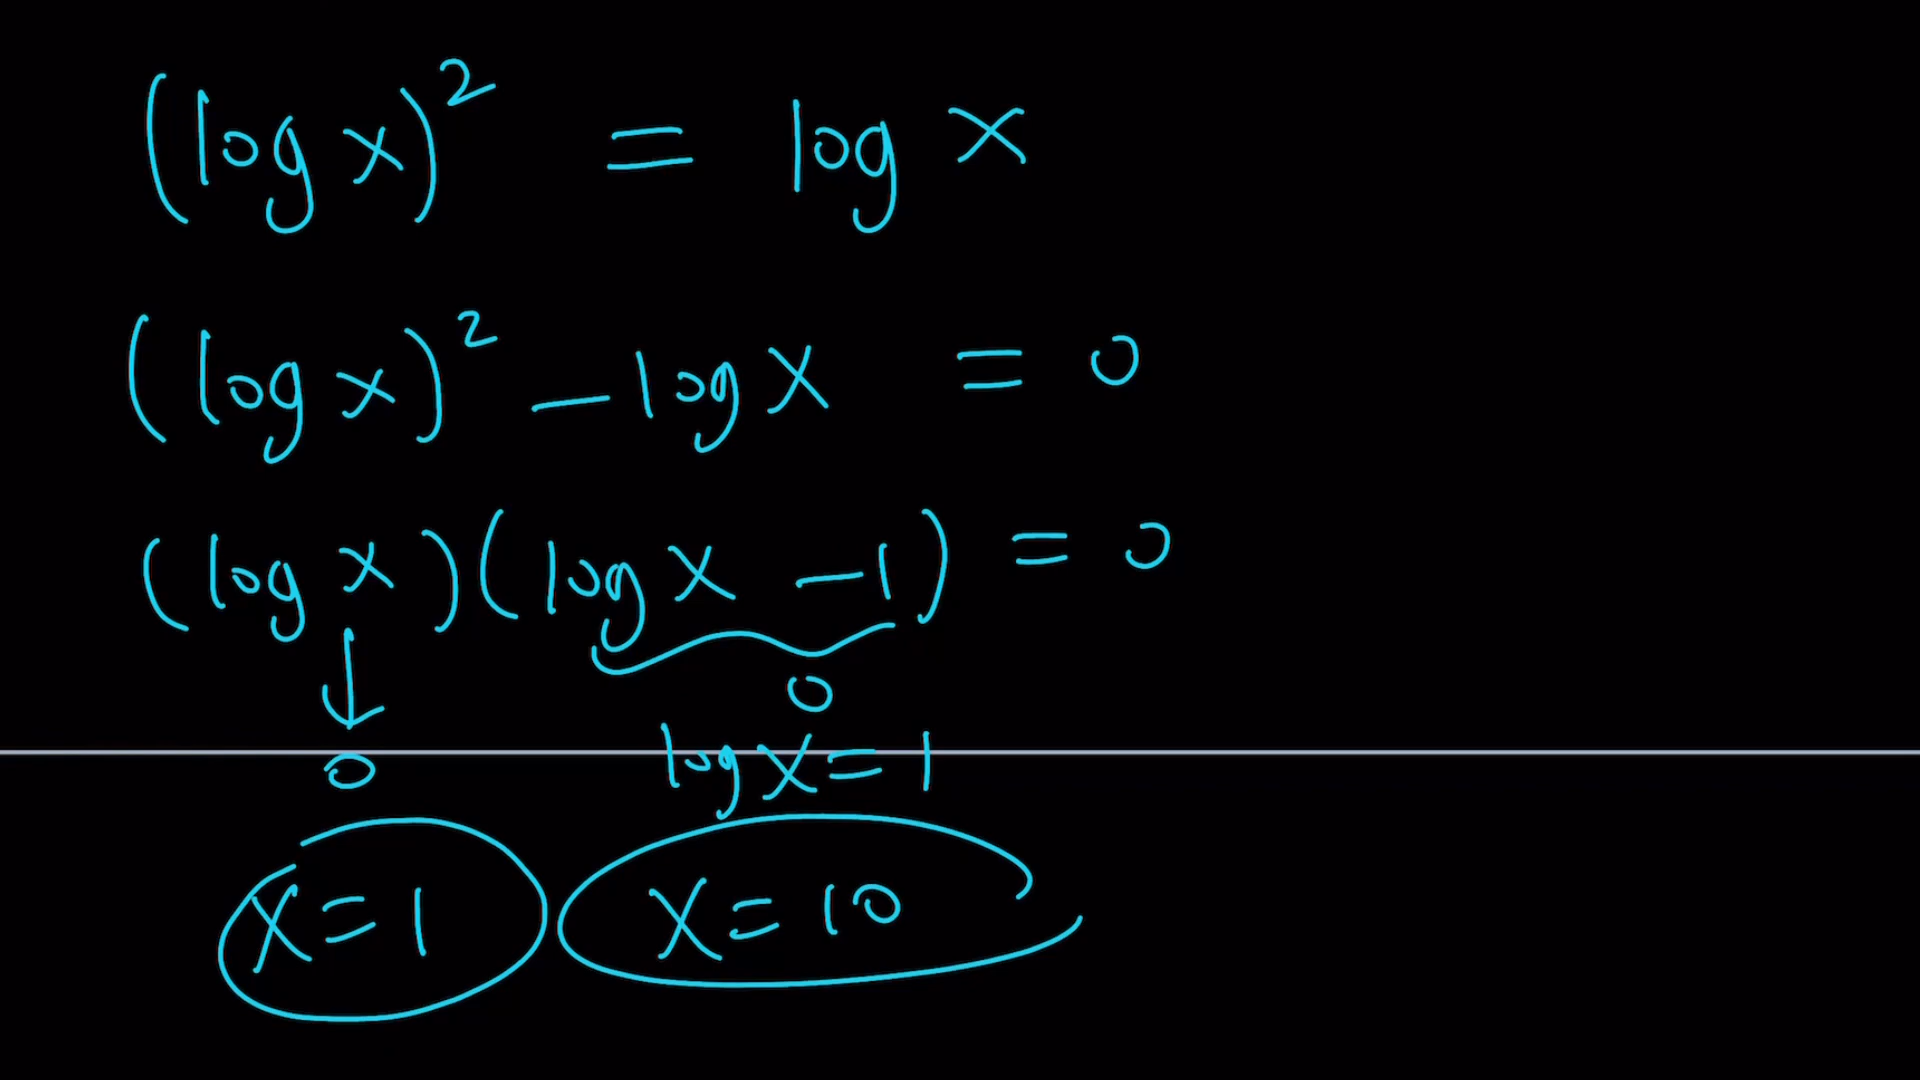 (log x)² = log x
(log x)² - log x = 0
(log x)(log x - 1) = 0
0
0
log x = 1
x = 1
x = 10